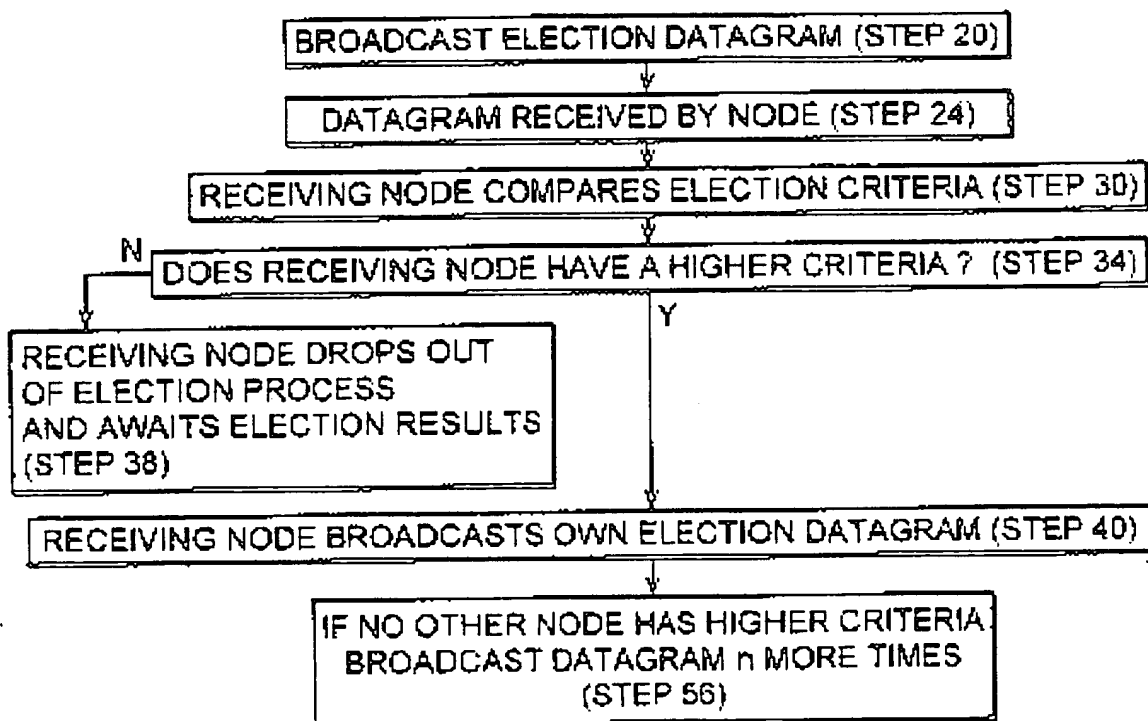 BROADCAST ELECTION DATAGRAM (STEP 20)
DATAGRAM RECEIVED BY NODE (STEP 24)
RECEIVING NODE COMPARES ELECTION CRITERIA (STEP 30)
N
DOES RECEIVING NODE HAVE A HIGHER CRITERIA ? (STEP 34)
Y
RECEIVING NODE DROPS OUT
OF ELECTION PROCESS
AND AWAITS ELECTION RESULTS
(STEP 38)
RECEIVING NODE BROADCASTS OWN ELECTION DATAGRAM (STEP 40)
IF NO OTHER NODE HAS HIGHER CRITERIA
BROADCAST DATAGRAM n MORE TIMES
(STEP 56)